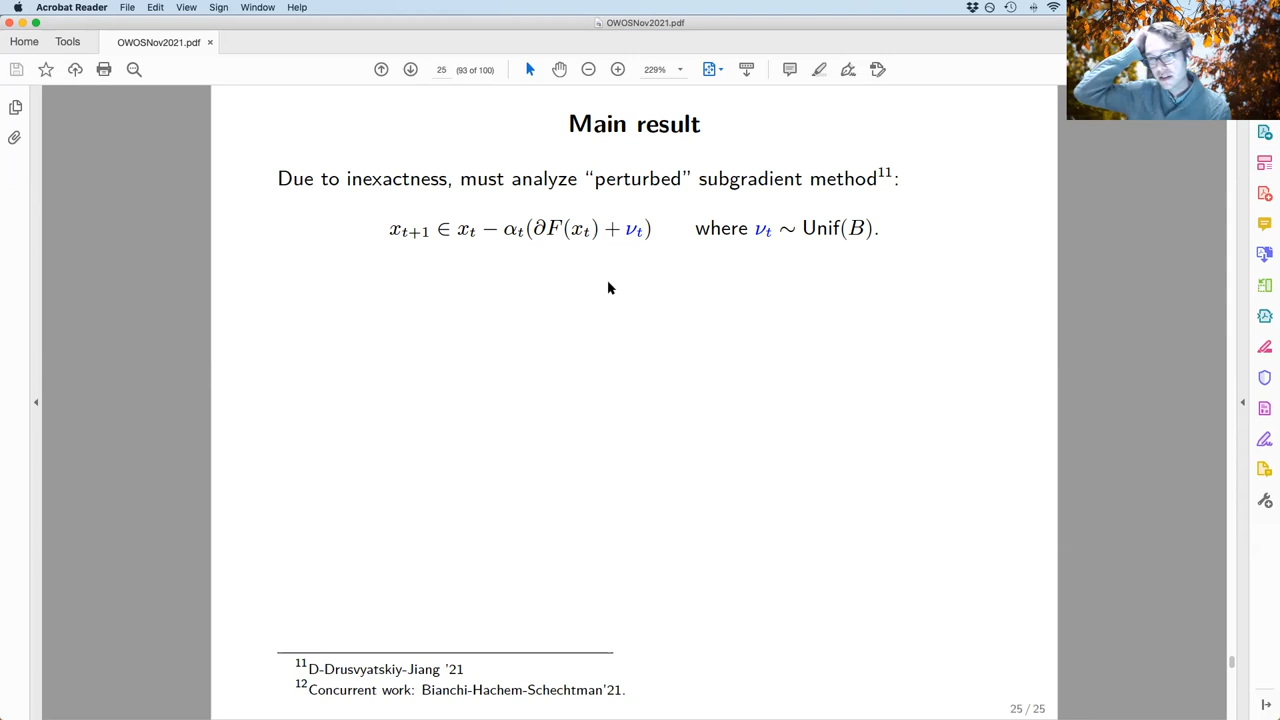 Acrobat Reader File Edit View Sign Window Help
OWOSNov2021.pdf
Home Tools OWOSNov2021.pdf ×
25 (93 of 100) 229%
Main result
Due to inexactness, must analyze “perturbed” subgradient method¹¹:
xₜ₊₁ ∈ xₜ − αₜ(∂F(xₜ) + νₜ) where νₜ ∼ Unif(B).
¹¹D-Drusvyatskiy-Jiang '21
¹²Concurrent work: Bianchi-Hachem-Schechtman'21.
25 / 25